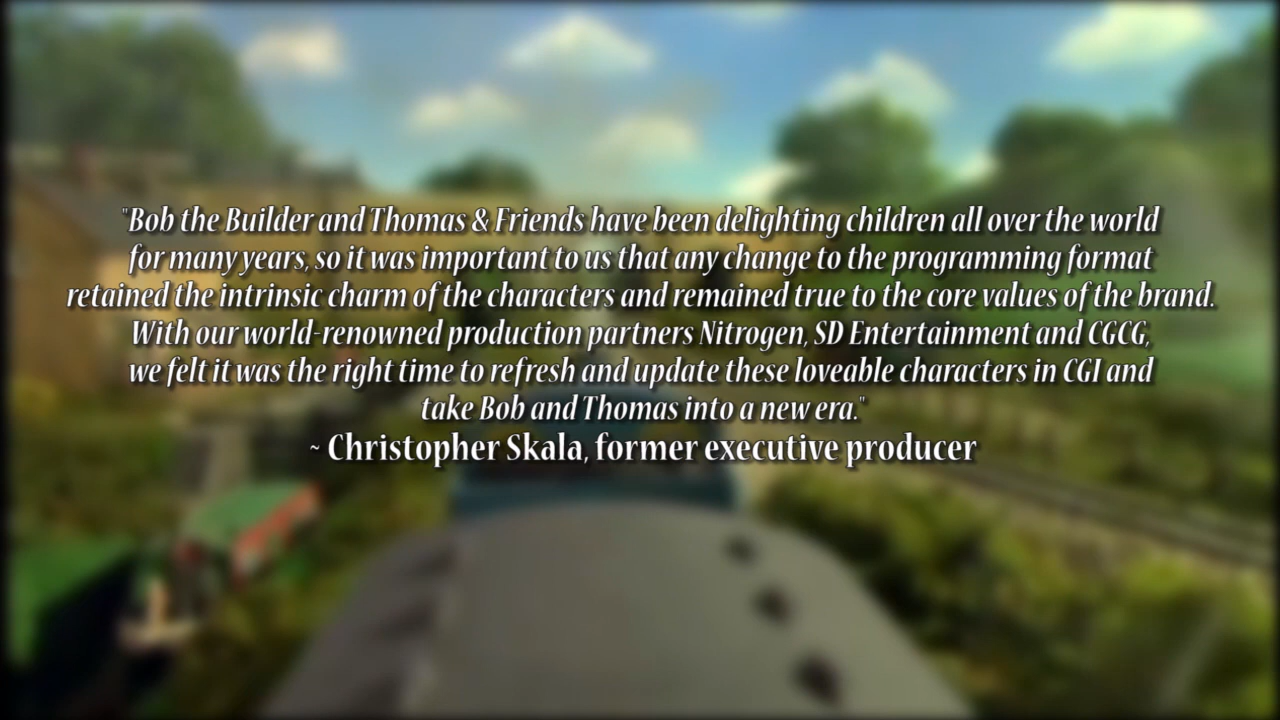 "Bob the Builder and Thomas & Friends have been delighting children all over the world
for many years, so it was important to us that any change to the programming format
retained the intrinsic charm of the characters and remained true to the core values of the brand.
With our world-renowned production partners Nitrogen, SD Entertainment and CGCG,
we felt it was the right time to refresh and update these loveable characters in CGI and
take Bob and Thomas into a new era."
~ Christopher Skala, former executive producer